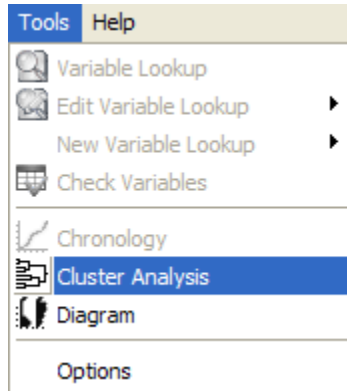 Tools Help
Variable Lookup
Edit Variable Lookup
New Variable Lookup
Check Variables
Chronology
Cluster Analysis
Diagram
Options